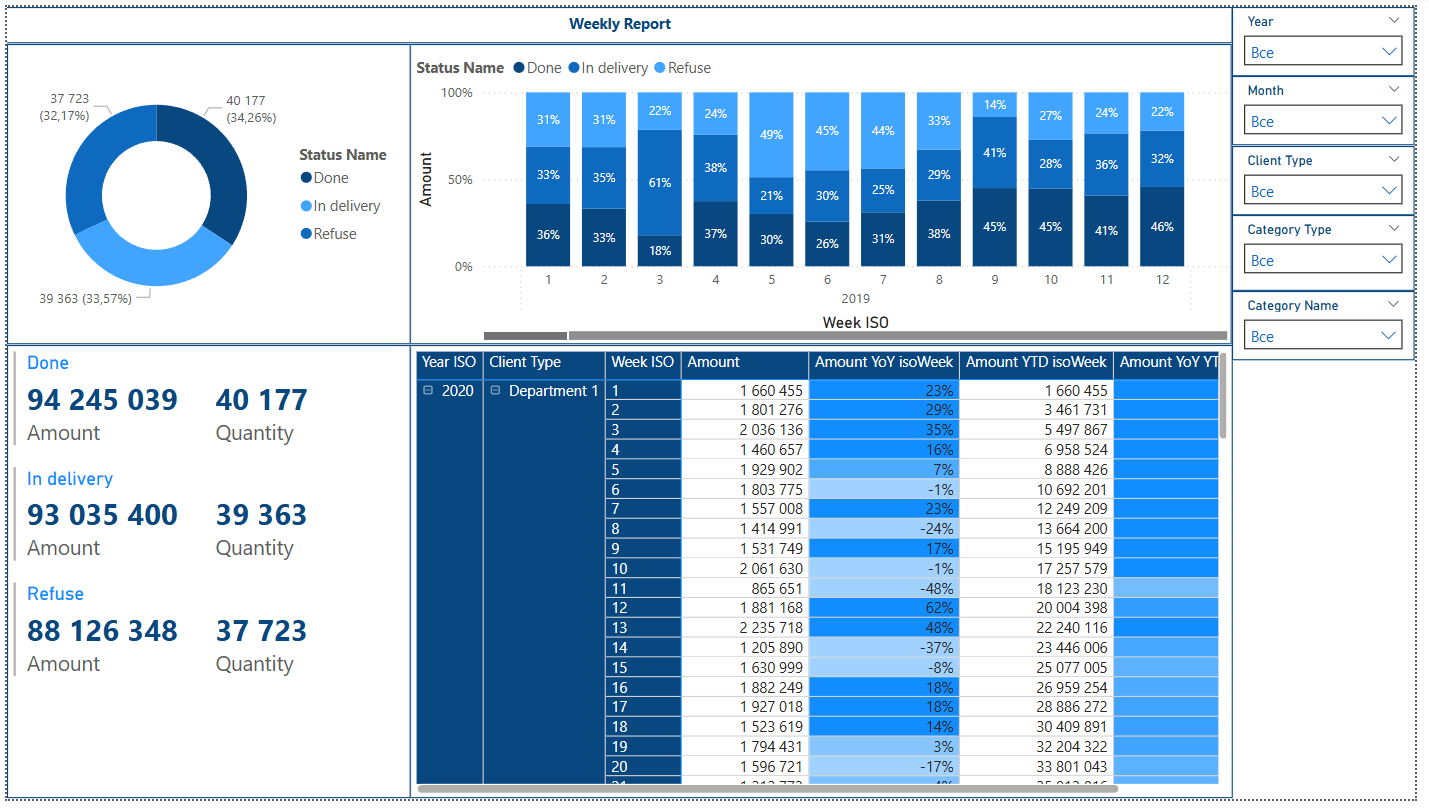 Weekly Report
37 723
(32,17%)
40 177
(34,26%)
39 363 (33,57%)
Status Name
Done
In delivery
Refuse
Status Name Done In delivery Refuse
Amount
100%
50%
0%
31% 31% 22% 24% 49% 45% 44% 33% 14% 27% 24% 22%
33% 35% 61% 38% 21% 30% 25% 29% 41% 28% 36% 32%
36% 33% 18% 37% 30% 26% 31% 38% 45% 45% 41% 46%
1 2 3 4 5 6 7 8 9 10 11 12
2019
Week ISO
Year
Все
Month
Все
Client Type
Все
Category Type
Все
Category Name
Все
Done
94 245 039 40 177
Amount Quantity
In delivery
93 035 400 39 363
Amount Quantity
Refuse
88 126 348 37 723
Amount Quantity
Year ISO Client Type Week ISO Amount Amount YoY isoWeek Amount YTD isoWeek Amount YoY YT
2020 Department 1 1 1 660 455 23% 1 660 455
2 1 801 276 29% 3 461 731
3 2 036 136 35% 5 497 867
4 1 460 657 16% 6 958 524
5 1 929 902 7% 8 888 426
6 1 803 775 -1% 10 692 201
7 1 557 008 23% 12 249 209
8 1 414 991 -24% 13 664 200
9 1 531 749 17% 15 195 949
10 2 061 630 -1% 17 257 579
11 865 651 -48% 18 123 230
12 1 881 168 62% 20 004 398
13 2 235 718 48% 22 240 116
14 1 205 890 -37% 23 446 006
15 1 630 999 -8% 25 077 005
16 1 882 249 18% 26 959 254
17 1 927 018 18% 28 886 272
18 1 523 619 14% 30 409 891
19 1 794 431 3% 32 204 322
20 1 596 721 -17% 33 801 043